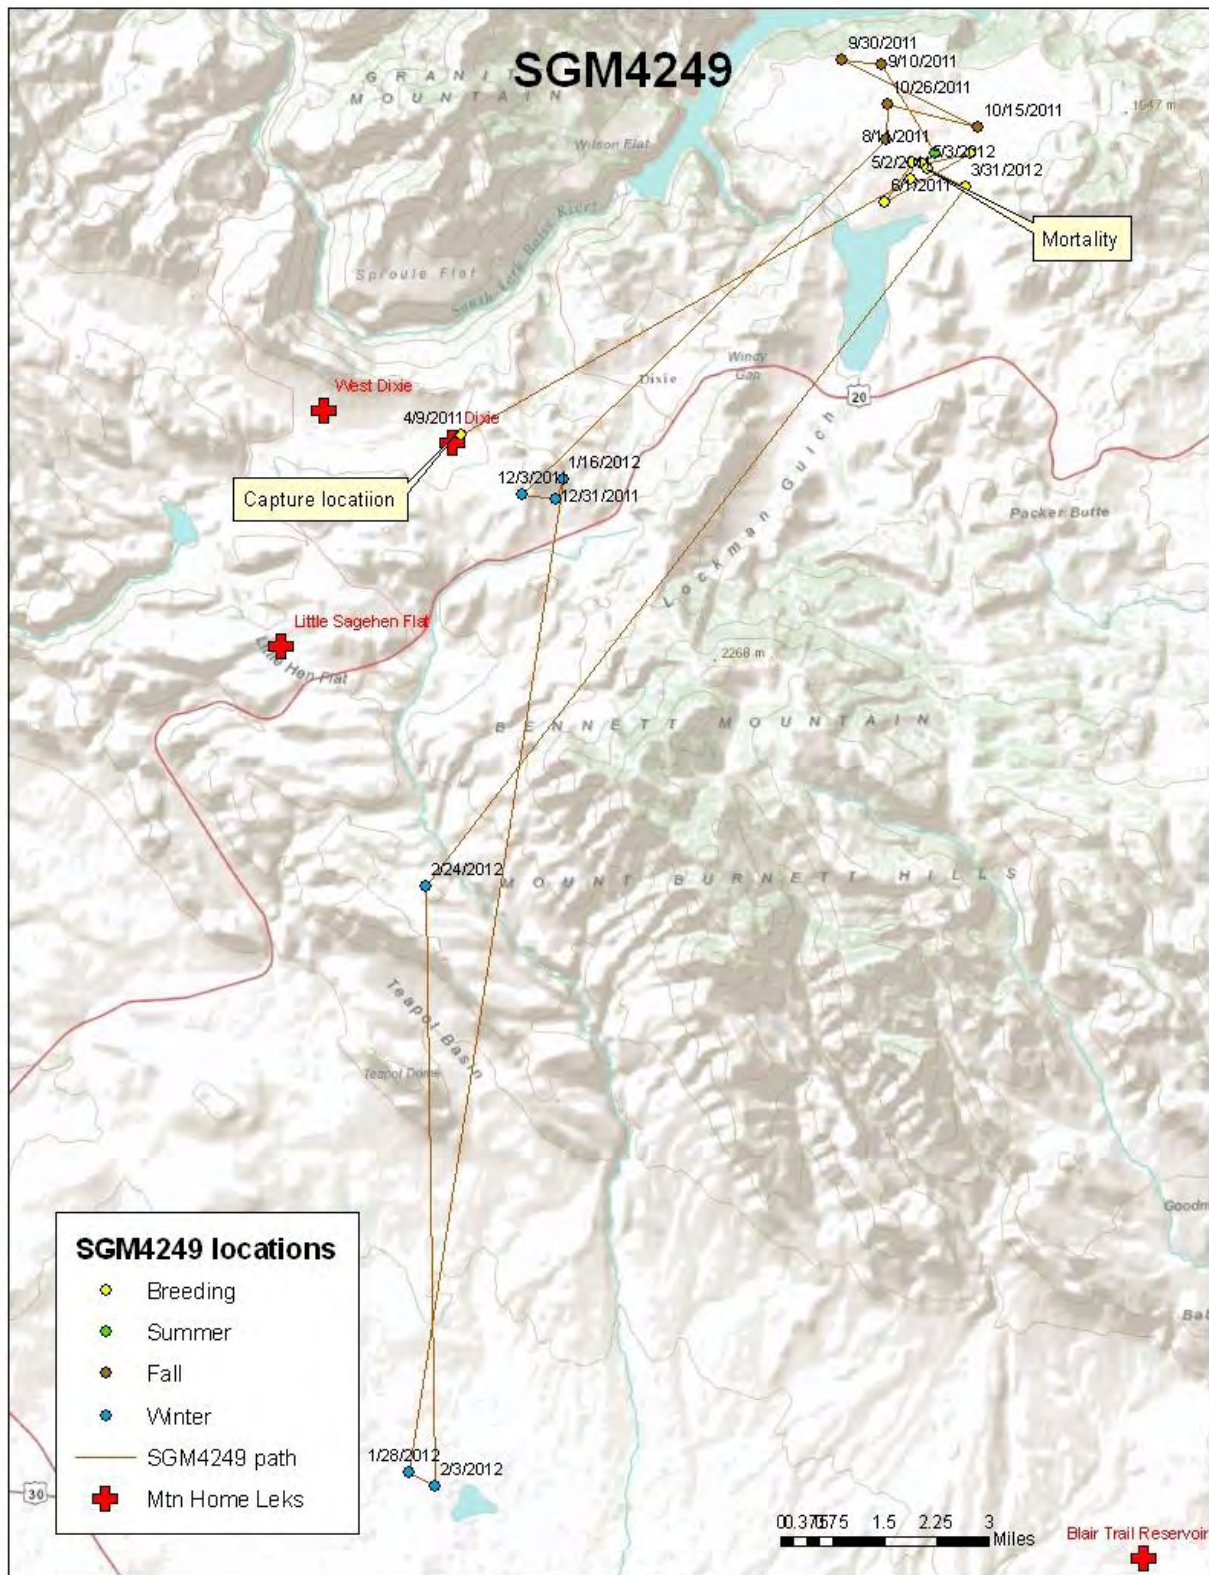 SGM4249
9/30/2011
9/10/2011
GRANIT
MOUNTAIN
10/26/2011
10/15/2011
1647 m
Wilson Flat
8/14/2011
5/3/2012
5/2/2011
3/31/2012
6/1/2011
Mortality
South Fork Boise River
Sproule Flat
Windy
Gap
West Dixie
Dixie
20
4/9/2011
Dixie
1/16/2012
12/3/2011
12/31/2011
Capture locatiion
Lockman Gulch
Packer Butte
Little Sagehen Flat
Little Hen Flat
2268 m
BENNETT MOUNTAIN
2/24/2012
MOUNT BURNETT HILLS
Teapot Basin
Teapot Dome
Goodm
SGM4249 locations
Breeding
Summer
Fall
Winter
SGM4249 path
Mtn Home Leks
Ba
1/28/2012
2/3/2012
30
1.5 2.25 3
Miles
Blair Trail Reservoir